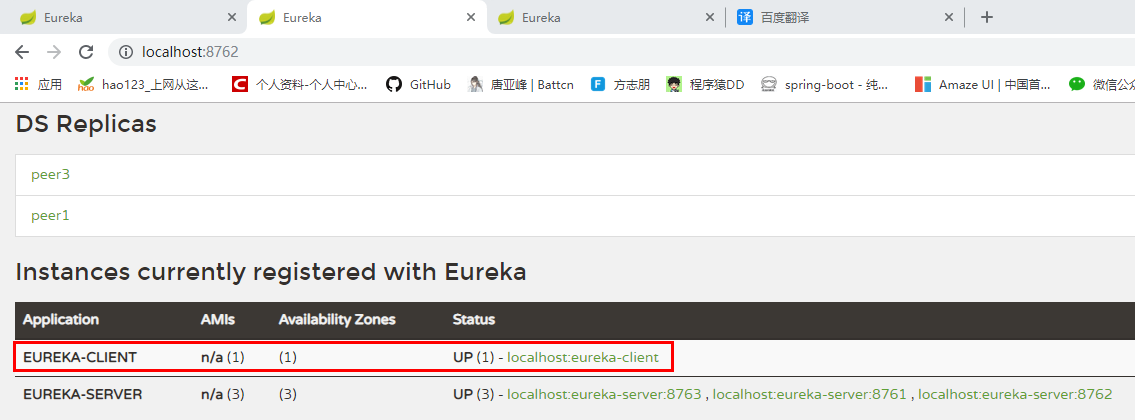 Eureka Eureka Eureka 译 百度翻译
localhost:8762
应用 hao hao123_上网从这... C 个人资料-个人中心... GitHub 唐亚峰 | Battcn F 方志朋 程序猿DD spring-boot - 纯... Amaze UI | 中国首... 微信公众
DS Replicas
peer3
peer1
Instances currently registered with Eureka
Application AMIs Availability Zones Status
EUREKA-CLIENT n/a (1) (1) UP (1) - localhost:eureka-client
EUREKA-SERVER n/a (3) (3) UP (3) - localhost:eureka-server:8763 , localhost:eureka-server:8761 , localhost:eureka-server:8762